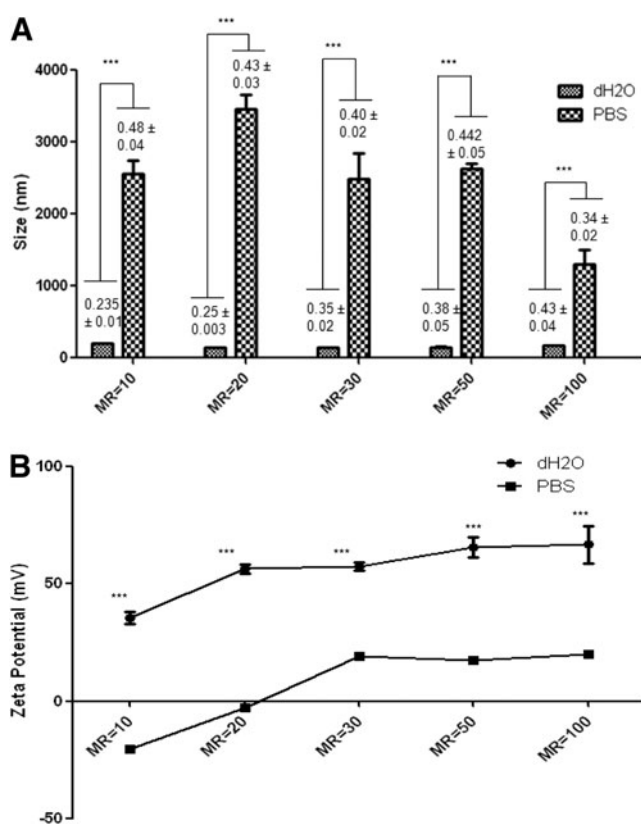 A
***
***
***
***
***
0.48 ±
0.04
0.43 ±
0.03
0.40 ±
0.02
0.442
± 0.05
0.34 ±
0.02
0.235
± 0.01
0.25 ±
0.003
0.35 ±
0.02
0.38 ±
0.05
0.43 ±
0.04
dH2O
PBS
Size (nm)
4000
3000
2000
1000
0
MR=10
MR=20
MR=30
MR=50
MR=100
B
dH2O
PBS
***
***
***
***
***
Zeta Potential (mV)
100
50
0
-50
MR=10
MR=20
MR=30
MR=50
MR=100